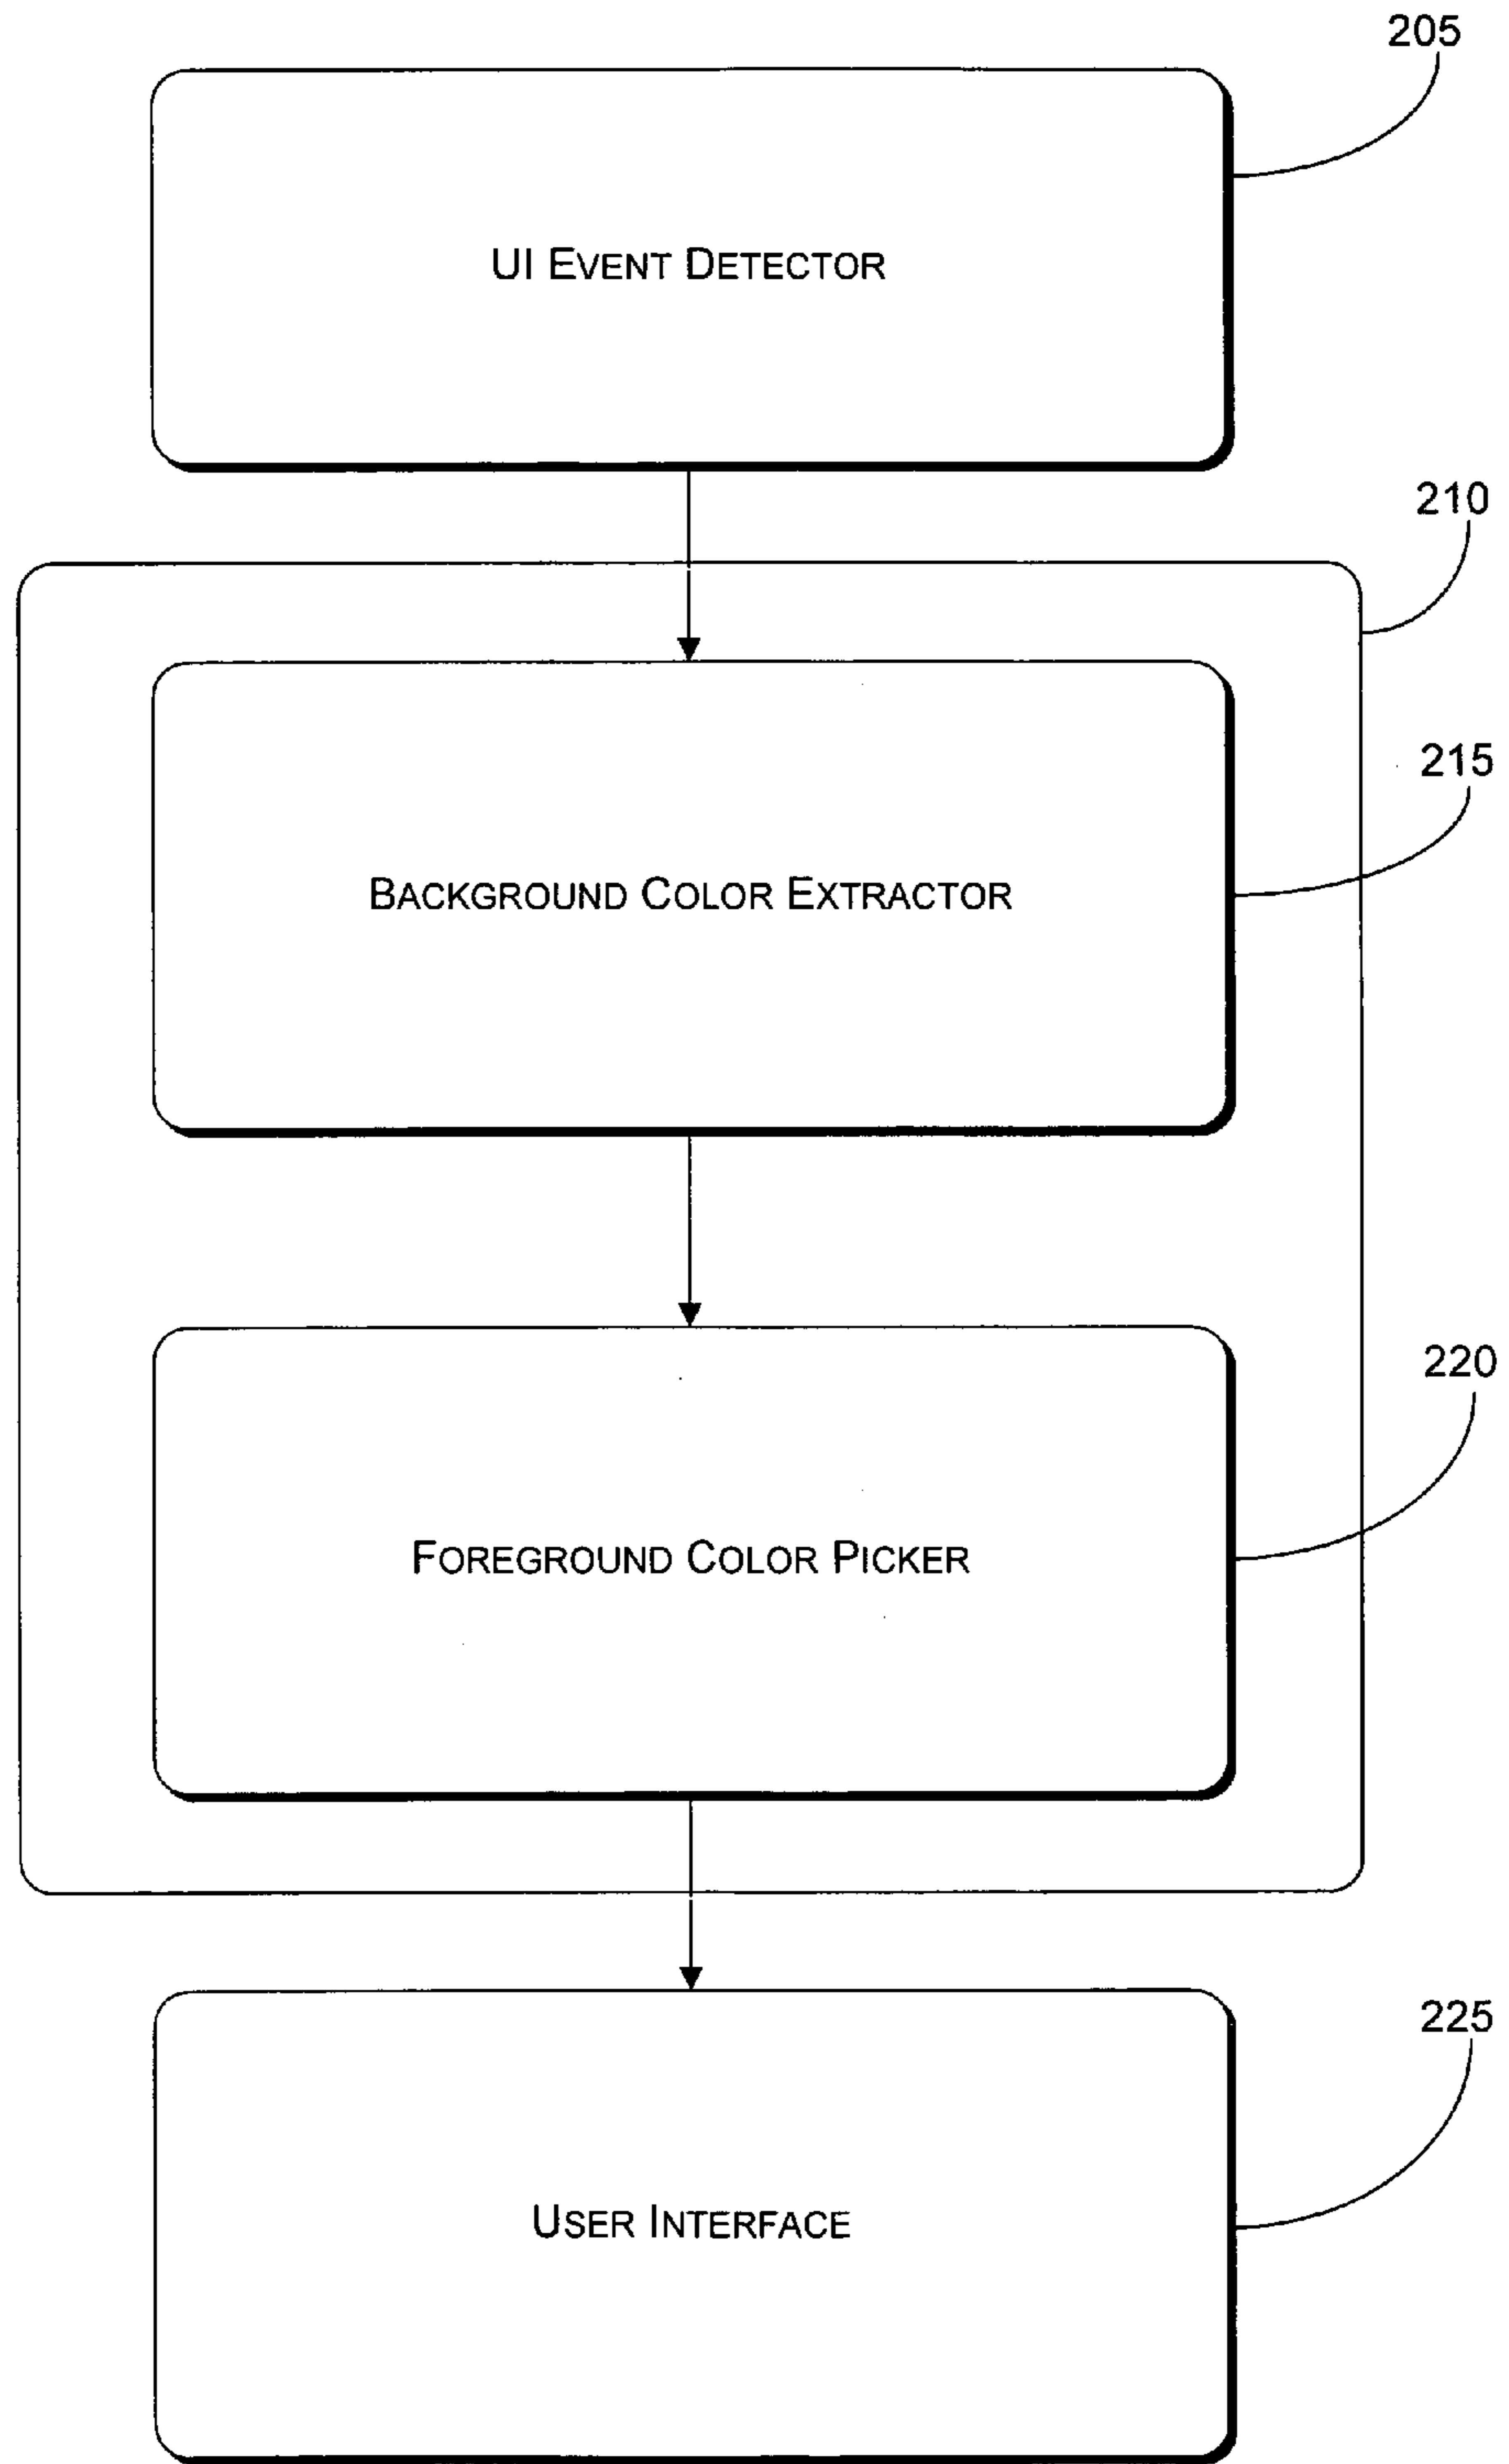 205
UI EVENT DETECTOR
210
215
BACKGROUND COLOR EXTRACTOR
220
FOREGROUND COLOR PICKER
225
USER INTERFACE